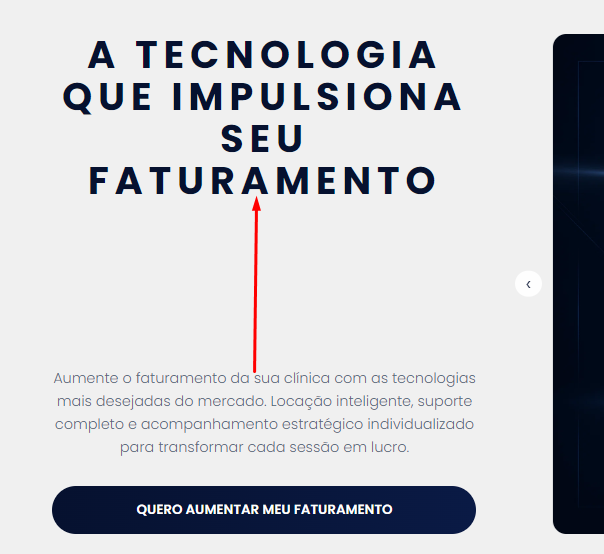 A TECNOLOGIA
QUE IMPULSIONA
SEU
FATURAMENTO
Aumente o faturamento da sua clínica com as tecnologias
mais desejadas do mercado. Locação inteligente, suporte
completo e acompanhamento estratégico individualizado
para transformar cada sessão em lucro.
QUERO AUMENTAR MEU FATURAMENTO